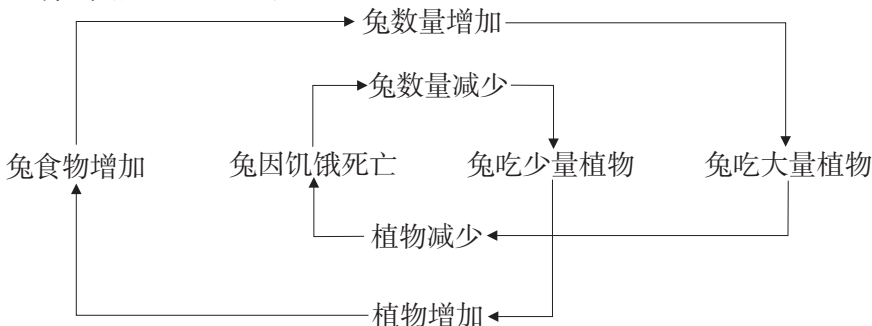 兔数量增加
兔数量减少
兔食物增加 兔因饥饿死亡 兔吃少量植物 兔吃大量植物
植物减少
植物增加